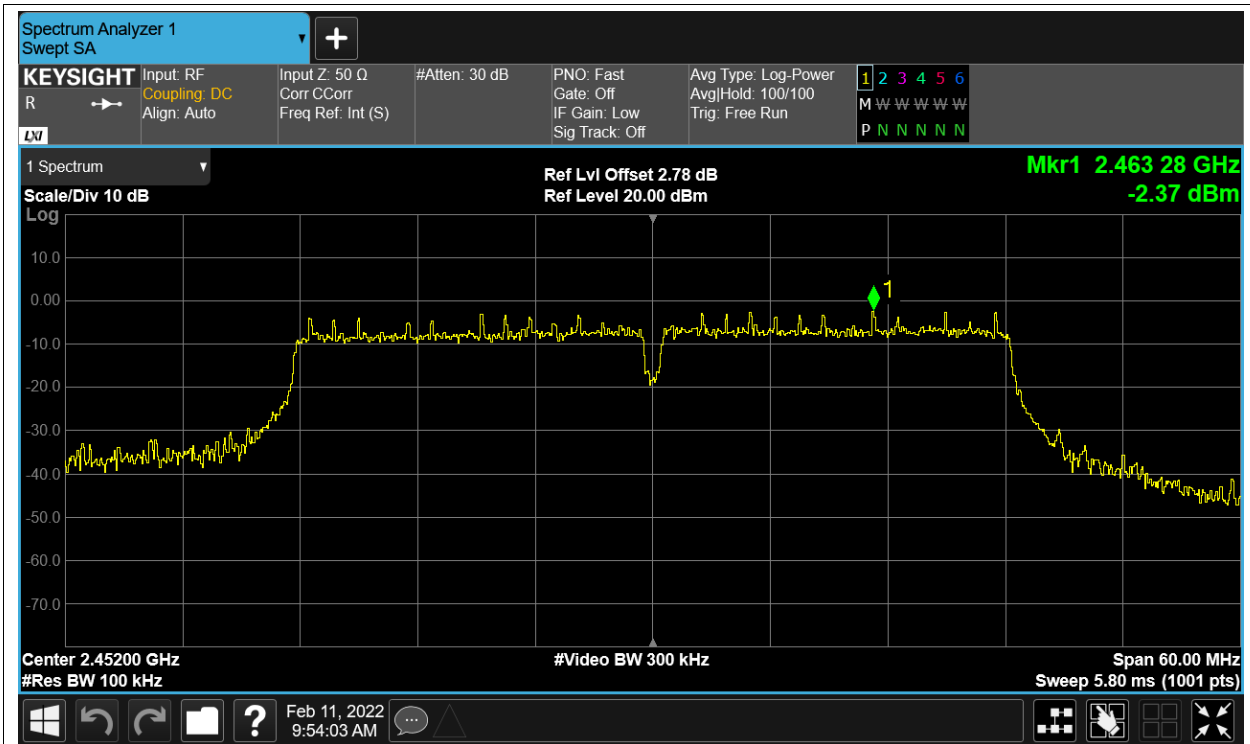 Spectrum Analyzer 1
Swept SA
KEYSIGHT
R
LXI
Input: RF
Coupling: DC
Align: Auto
Input Z: 50 Ω
Corr CCorr
Freq Ref: Int (S)
#Atten: 30 dB
PNO: Fast
Gate: Off
IF Gain: Low
Sig Track: Off
Avg Type: Log-Power
Avg|Hold: 100/100
Trig: Free Run
1 2 3 4 5 6
M W W W W W
P N N N N N
1 Spectrum
Scale/Div 10 dB
Log
Ref Lvl Offset 2.78 dB
Ref Level 20.00 dBm
Mkr1 2.463 28 GHz
-2.37 dBm
10.0
0.00
-10.0
-20.0
-30.0
-40.0
-50.0
-60.0
-70.0
1
Center 2.45200 GHz
#Res BW 100 kHz
#Video BW 300 kHz
Span 60.00 MHz
Sweep 5.80 ms (1001 pts)
?
Feb 11, 2022
9:54:03 AM